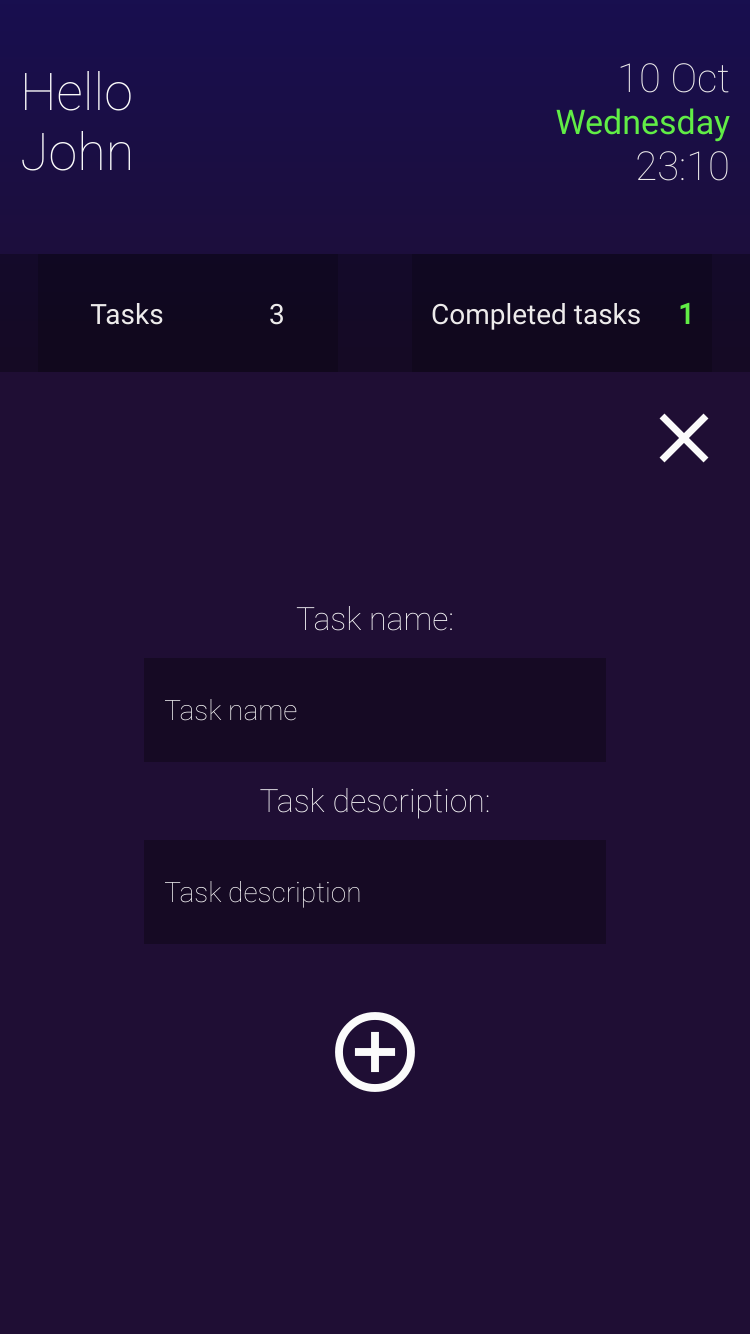 Hello
John
10 Oct
Wednesday
23:10
Tasks 3
Completed tasks 1
Task name:
Task name
Task description:
Task description